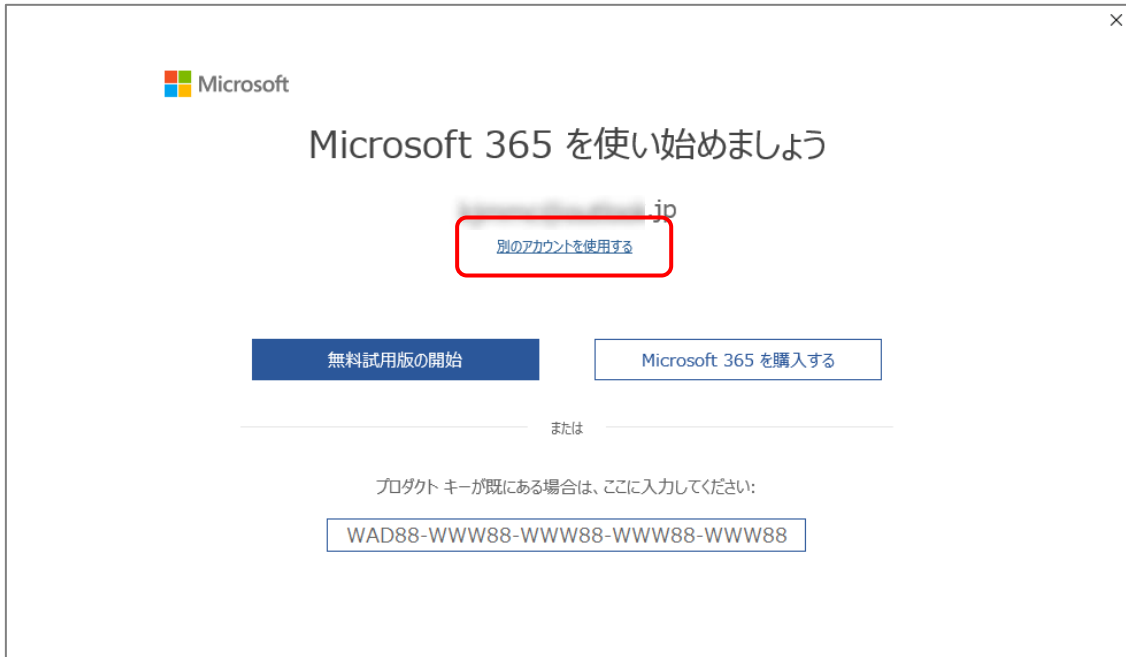 Microsoft
Microsoft 365 を使い始めましょう
.jp
別のアカウントを使用する
無料試用版の開始
Microsoft 365 を購入する
または
プロダクト キーが既にある場合は、ここに入力してください:
WAD88-WWW88-WWW88-WWW88-WWW88